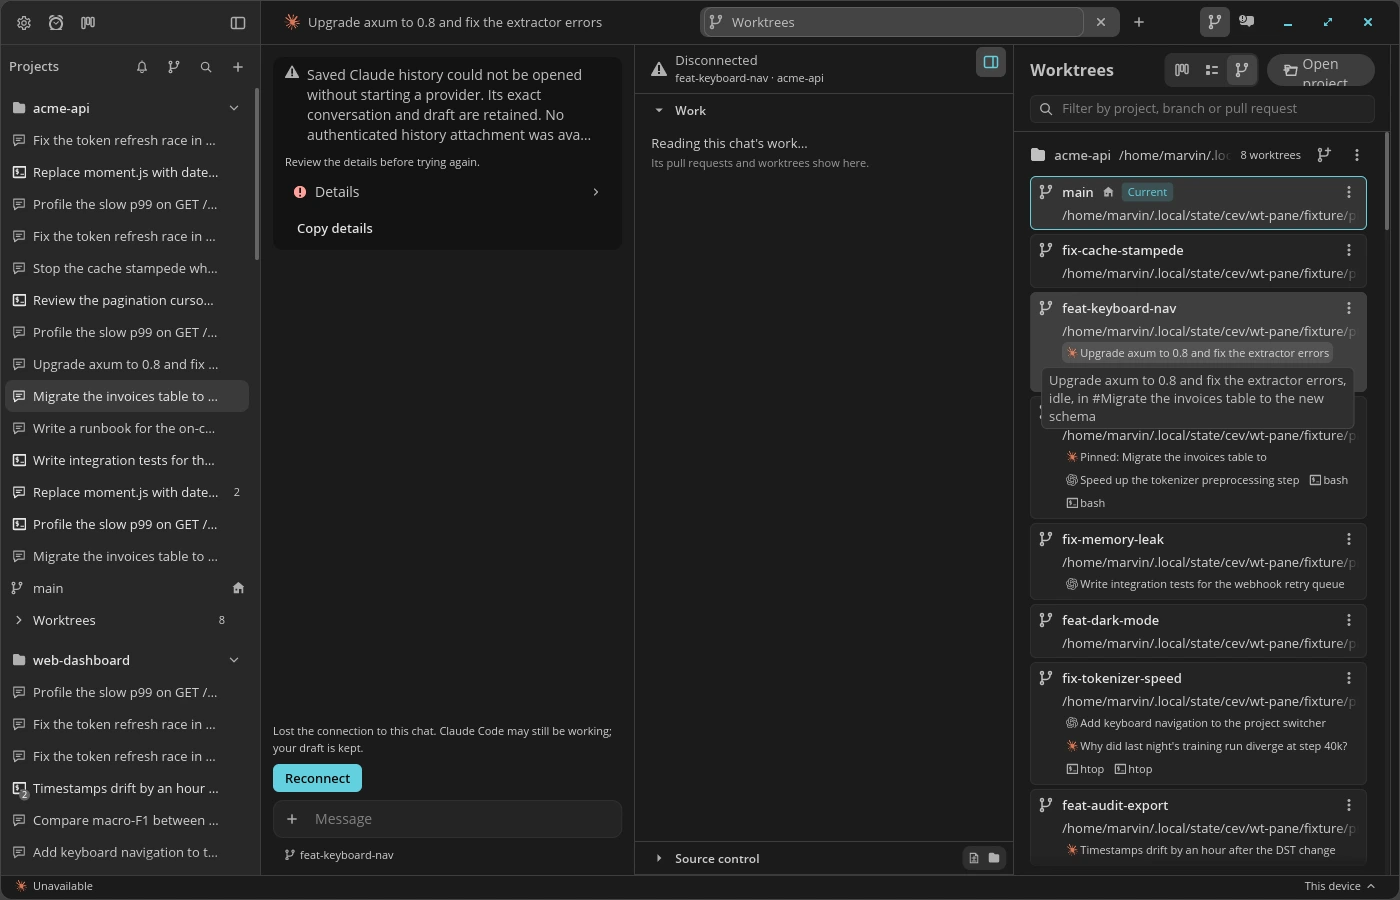 Upgrade axum to 0.8 and fix the extractor errors
Worktrees
Projects
acme-api
Fix the token refresh race in ...
Replace moment.js with date...
Profile the slow p99 on GET /...
Fix the token refresh race in ...
Stop the cache stampede wh...
Review the pagination curso...
Profile the slow p99 on GET /...
Upgrade axum to 0.8 and fix ...
Migrate the invoices table to ...
Write a runbook for the on-c...
Write integration tests for th...
Replace moment.js with date... 2
Profile the slow p99 on GET /...
Migrate the invoices table to ...
main
Worktrees 8
web-dashboard
Profile the slow p99 on GET /...
Fix the token refresh race in ...
Fix the token refresh race in ...
Timestamps drift by an hour ...
2
Compare macro-F1 between ...
Add keyboard navigation to t...
Saved Claude history could not be opened
without starting a provider. Its exact
conversation and draft are retained. No
authenticated history attachment was ava...
Review the details before trying again.
Details
Copy details
Lost the connection to this chat. Claude Code may still be working;
your draft is kept.
Reconnect
Message
feat-keyboard-nav
Disconnected
feat-keyboard-nav · acme-api
Work
Reading this chat's work...
Its pull requests and worktrees show here.
Source control
Worktrees
Open
project
Filter by project, branch or pull request
acme-api /home/marvin/.loc 8 worktrees
main Current
/home/marvin/.local/state/cev/wt-pane/fixture/p
fix-cache-stampede
/home/marvin/.local/state/cev/wt-pane/fixture/p
feat-keyboard-nav
/home/marvin/.local/state/cev/wt-pane/fixture/p
Upgrade axum to 0.8 and fix the extractor errors
Upgrade axum to 0.8 and fix the extractor errors,
idle, in #Migrate the invoices table to the new
schema
/home/marvin/.local/state/cev/wt-pane/fixture/p
Pinned: Migrate the invoices table to
Speed up the tokenizer preprocessing step bash
bash
fix-memory-leak
/home/marvin/.local/state/cev/wt-pane/fixture/p
Write integration tests for the webhook retry queue
feat-dark-mode
/home/marvin/.local/state/cev/wt-pane/fixture/p
fix-tokenizer-speed
/home/marvin/.local/state/cev/wt-pane/fixture/p
Add keyboard navigation to the project switcher
Why did last night's training run diverge at step 40k?
htop htop
feat-audit-export
/home/marvin/.local/state/cev/wt-pane/fixture/p
Timestamps drift by an hour after the DST change
Unavailable
This device